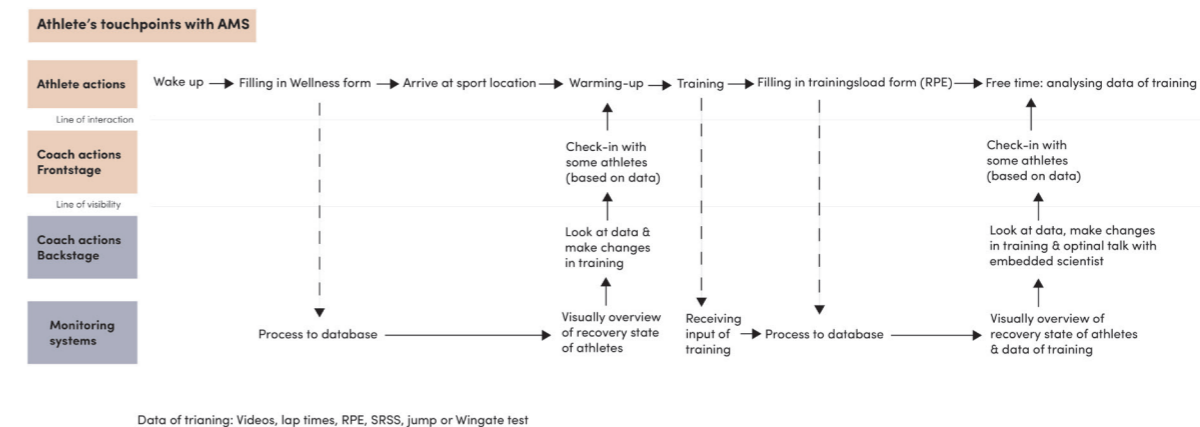 Athlete's touchpoints with AMS
Athlete actions
Wake up
Filling in Wellness form
Arrive at sport location
Warming-up
Training
Filling in trainingsload form (RPE)
Free time: analysing data of training
Line of interaction
Coach actions
Frontstage
Check-in with
some athletes
(based on data)
Check-in with
some athletes
(based on data)
Line of visibility
Coach actions
Backstage
Look at data &
make changes
in training
Look at data, make changes
in training & optinal talk with
embedded scientist
Monitoring
systems
Process to database
Visually overview
of recovery state
of athletes
Receiving
input of
training
Process to database
Visually overview of
recovery state of athletes
& data of training
Data of trianing: Videos, lap times, RPE, SRSS, jump or Wingate test